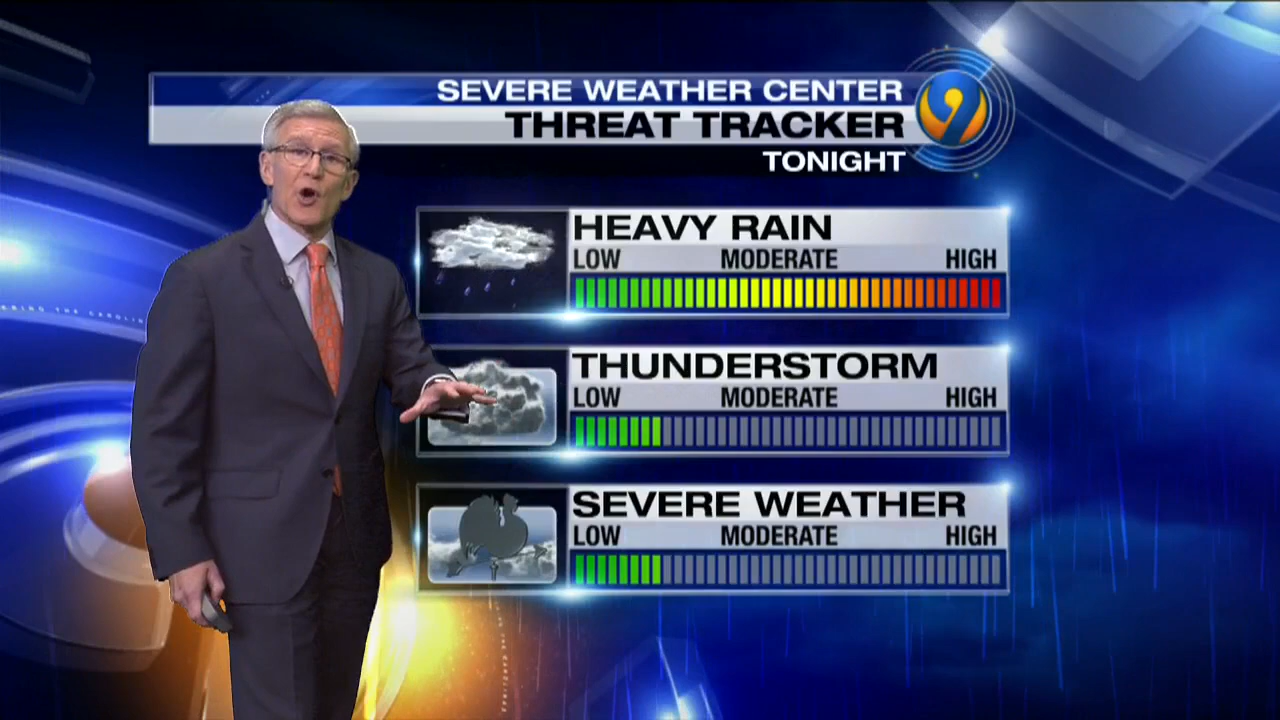 SEVERE WEATHER CENTER
9
THREAT TRACKER
TONIGHT
HEAVY RAIN
LOW MODERATE HIGH
THUNDERSTORM
LOW MODERATE HIGH
SEVERE WEATHER
LOW MODERATE HIGH